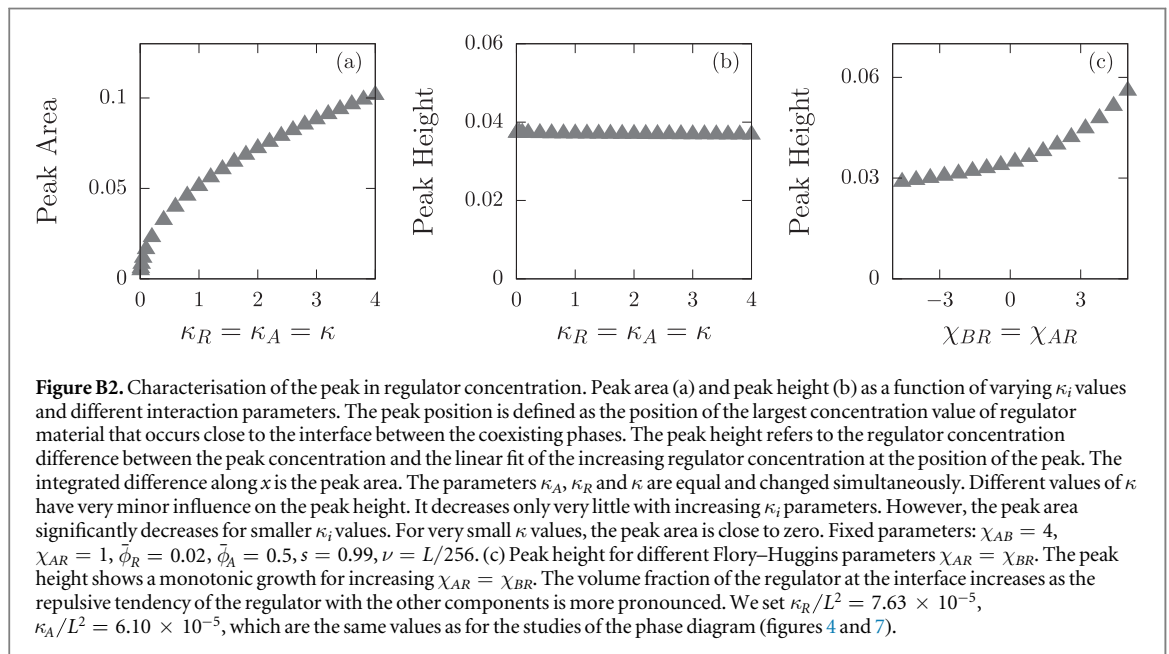 (a)
Peak Area
0.1
0.05
0
0 1 2 3 4
κ_R = κ_A = κ
(b)
Peak Height
0.06
0.04
0.02
0
0 1 2 3 4
κ_R = κ_A = κ
(c)
Peak Height
0.06
0.03
0
−3 0 3
χ_BR = χ_AR
Figure B2. Characterisation of the peak in regulator concentration. Peak area (a) and peak height (b) as a function of varying κ_i values
and different interaction parameters. The peak position is defined as the position of the largest concentration value of regulator
material that occurs close to the interface between the coexisting phases. The peak height refers to the regulator concentration
difference between the peak concentration and the linear fit of the increasing regulator concentration at the position of the peak. The
integrated difference along x is the peak area. The parameters κ_A, κ_R and κ are equal and changed simultaneously. Different values of κ
have very minor influence on the peak height. It decreases only very little with increasing κ_i parameters. However, the peak area
significantly decreases for smaller κ_i values. For very small κ values, the peak area is close to zero. Fixed parameters: χ_AB = 4,
χ_AR = 1, ϕ̄_R = 0.02, ϕ̄_A = 0.5, s = 0.99, ν = L/256. (c) Peak height for different Flory–Huggins parameters χ_AR = χ_BR. The peak
height shows a monotonic growth for increasing χ_AR = χ_BR. The volume fraction of the regulator at the interface increases as the
repulsive tendency of the regulator with the other components is more pronounced. We set κ_R/L² = 7.63 × 10⁻⁵,
κ_A/L² = 6.10 × 10⁻⁵, which are the same values as for the studies of the phase diagram (figures 4 and 7).